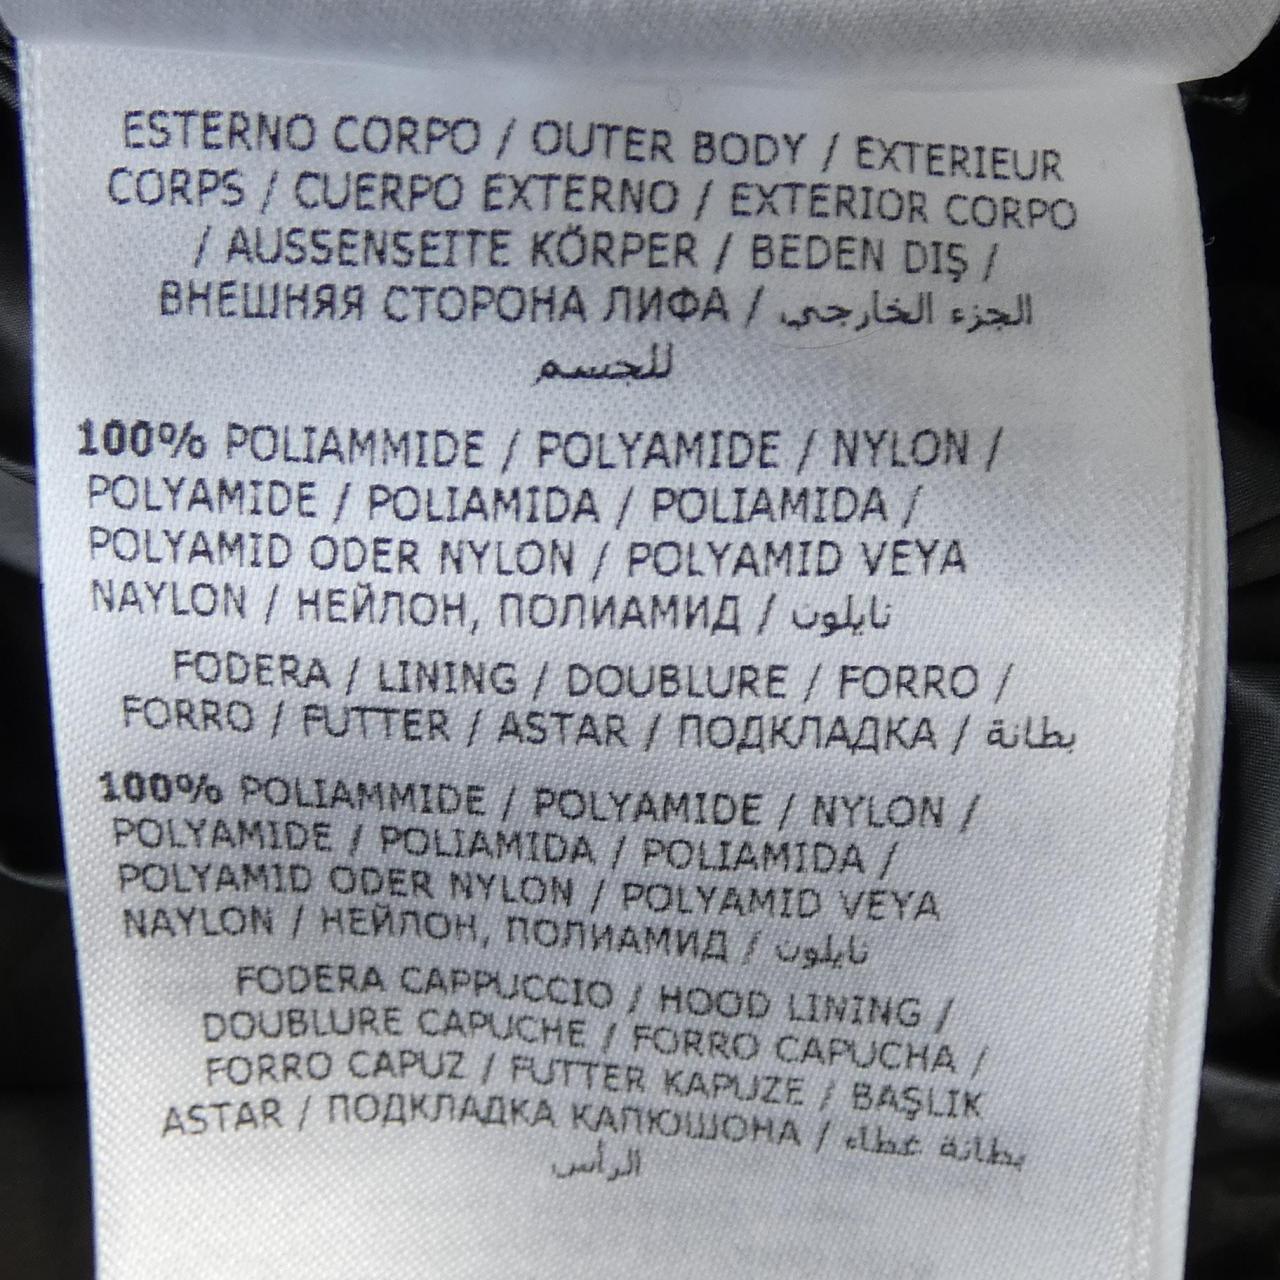 ESTERNO CORPO / OUTER BODY / EXTERIEUR
CORPS / CUERPO EXTERNO / EXTERIOR CORPO
/ AUSSENSEITE KÖRPER / BEDEN DIŞ /
ВНЕШНЯЯ СТОРОНА ЛИФА / الجزء الخارجي
للجسم
100% POLIAMMIDE / POLYAMIDE / NYLON /
POLYAMIDE / POLIAMIDA / POLIAMIDA /
POLYAMID ODER NYLON / POLYAMID VEYA
NAYLON / НЕЙЛОН, ПОЛИАМИД / نايلون
FODERA / LINING / DOUBLURE / FORRO /
FORRO / FUTTER / ASTAR / ПОДКЛАДКА / بطانة
100% POLIAMMIDE / POLYAMIDE / NYLON /
POLYAMIDE / POLIAMIDA / POLIAMIDA /
POLYAMID ODER NYLON / POLYAMID VEYA
NAYLON / НЕЙЛОН, ПОЛИАМИД / نايلون
FODERA CAPPUCCIO / HOOD LINING /
DOUBLURE CAPUCHE / FORRO CAPUCHA /
FORRO CAPUZ / FUTTER KAPUZE / BAŞLIK
ASTAR / ПОДКЛАДКА КАПЮШОНА / بطانة غطاء
الرأس